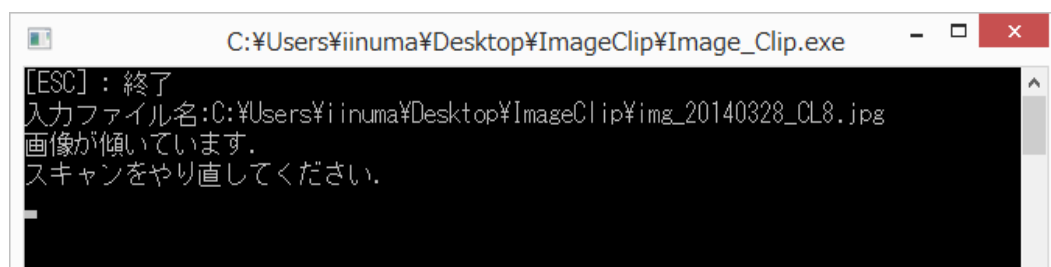 C:¥Users¥iinuma¥Desktop¥ImageClip¥Image_Clip.exe
[ESC] : 終了
入力ファイル名:C:¥Users¥iinuma¥Desktop¥ImageClip¥img_20140328_CL8.jpg
画像が傾いています.
スキャンをやり直してください.